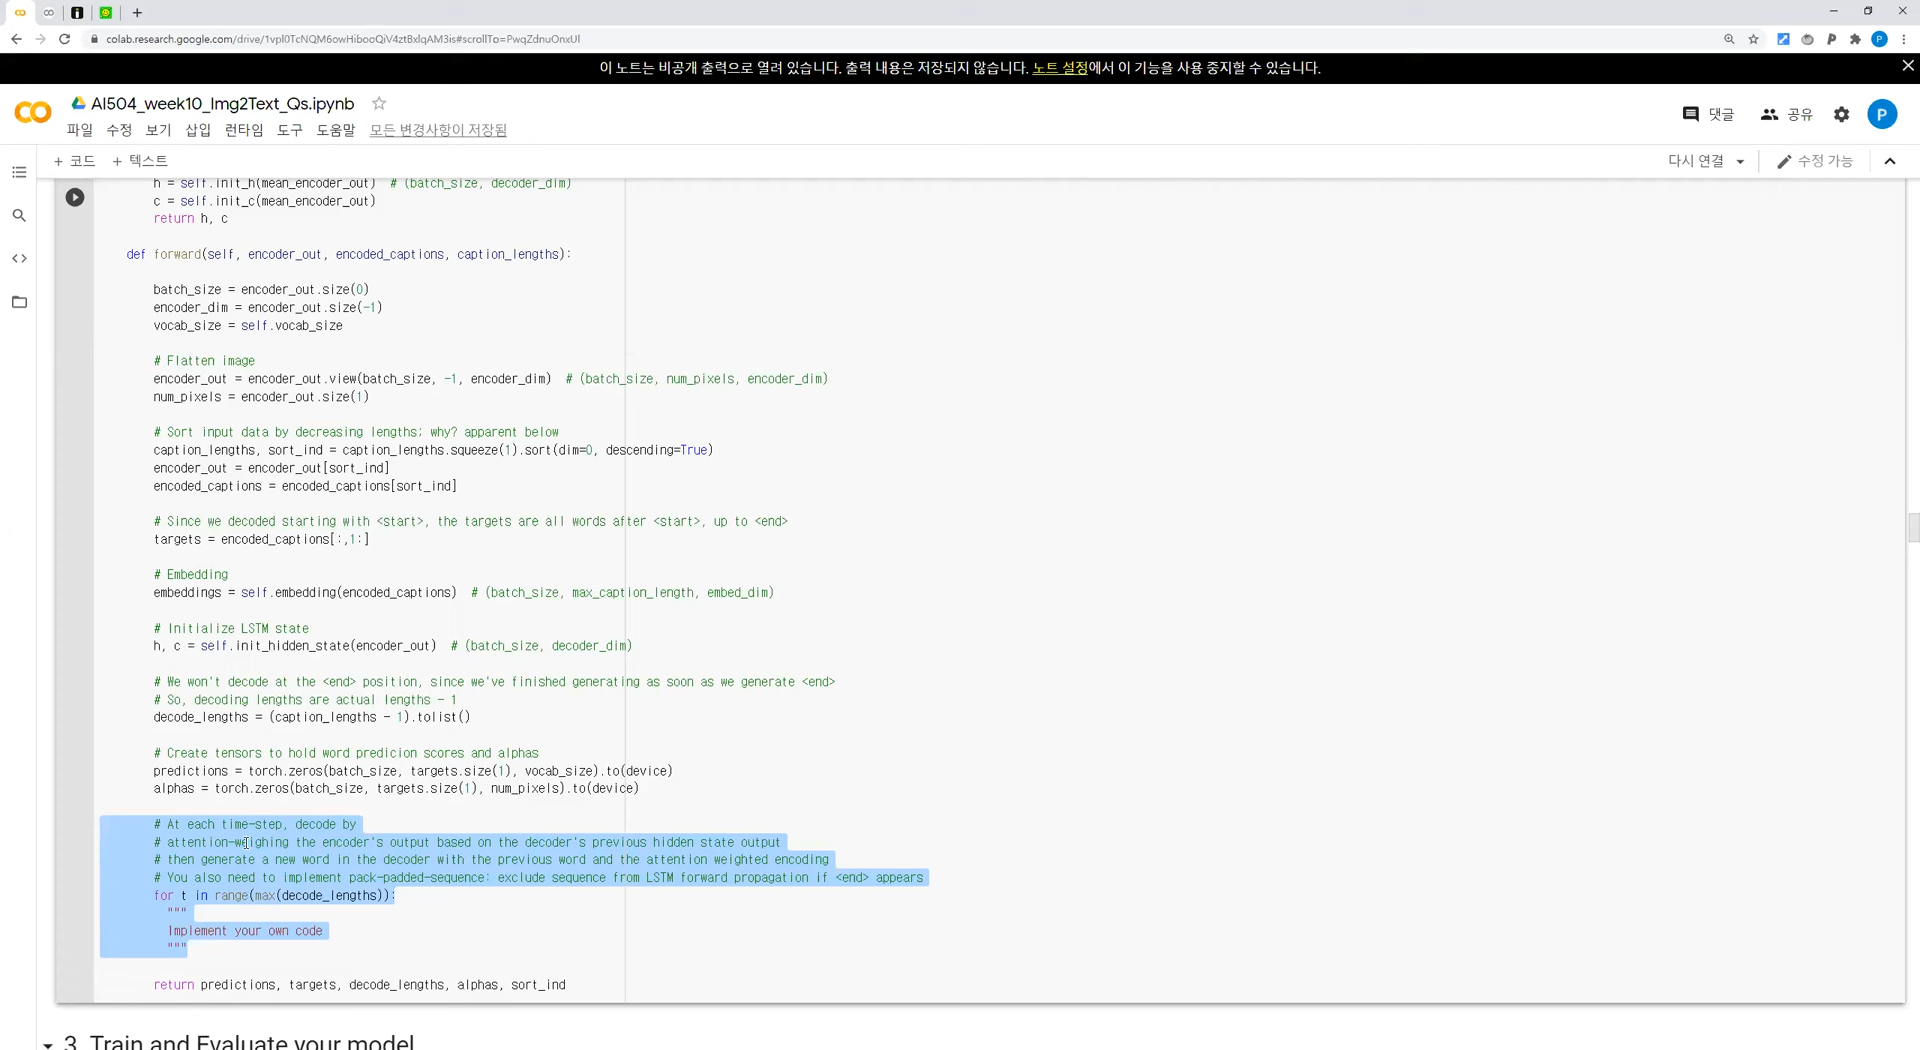 colab.research.google.com/drive/1vpl0TcNQM6owHibooQiV4ztBxlqAM3is#scrollTo=PwqZdnuOnxUl
이 노트는 비공개 출력으로 열려 있습니다. 출력 내용은 저장되지 않습니다. 노트 설정에서 이 기능을 사용 중지할 수 있습니다.
AI504_week10_Img2Text_Qs.ipynb
댓글 공유 P
파일 수정 보기 삽입 런타임 도구 도움말 모든 변경사항이 저장됨
+ 코드 + 텍스트 다시 연결 수정 가능
h = self.init_h(mean_encoder_out)  # (batch_size, decoder_dim)
c = self.init_c(mean_encoder_out)
return h, c
def forward(self, encoder_out, encoded_captions, caption_lengths):
batch_size = encoder_out.size(0)
encoder_dim = encoder_out.size(-1)
vocab_size = self.vocab_size
# Flatten image
encoder_out = encoder_out.view(batch_size, -1, encoder_dim)  # (batch_size, num_pixels, encoder_dim)
num_pixels = encoder_out.size(1)
# Sort input data by decreasing lengths; why? apparent below
caption_lengths, sort_ind = caption_lengths.squeeze(1).sort(dim=0, descending=True)
encoder_out = encoder_out[sort_ind]
encoded_captions = encoded_captions[sort_ind]
# Since we decoded starting with <start>, the targets are all words after <start>, up to <end>
targets = encoded_captions[:,1:]
# Embedding
embeddings = self.embedding(encoded_captions)  # (batch_size, max_caption_length, embed_dim)
# Initialize LSTM state
h, c = self.init_hidden_state(encoder_out)  # (batch_size, decoder_dim)
# We won't decode at the <end> position, since we've finished generating as soon as we generate <end>
# So, decoding lengths are actual lengths - 1
decode_lengths = (caption_lengths - 1).tolist()
# Create tensors to hold word predicion scores and alphas
predictions = torch.zeros(batch_size, targets.size(1), vocab_size).to(device)
alphas = torch.zeros(batch_size, targets.size(1), num_pixels).to(device)
# At each time-step, decode by
# attention-weighing the encoder's output based on the decoder's previous hidden state output
# then generate a new word in the decoder with the previous word and the attention weighted encoding
# You also need to implement pack-padded-sequence: exclude sequence from LSTM forward propagation if <end> appears
for t in range(max(decode_lengths)):
"""
Implement your own code
"""
return predictions, targets, decode_lengths, alphas, sort_ind
3. Train and Evaluate your model